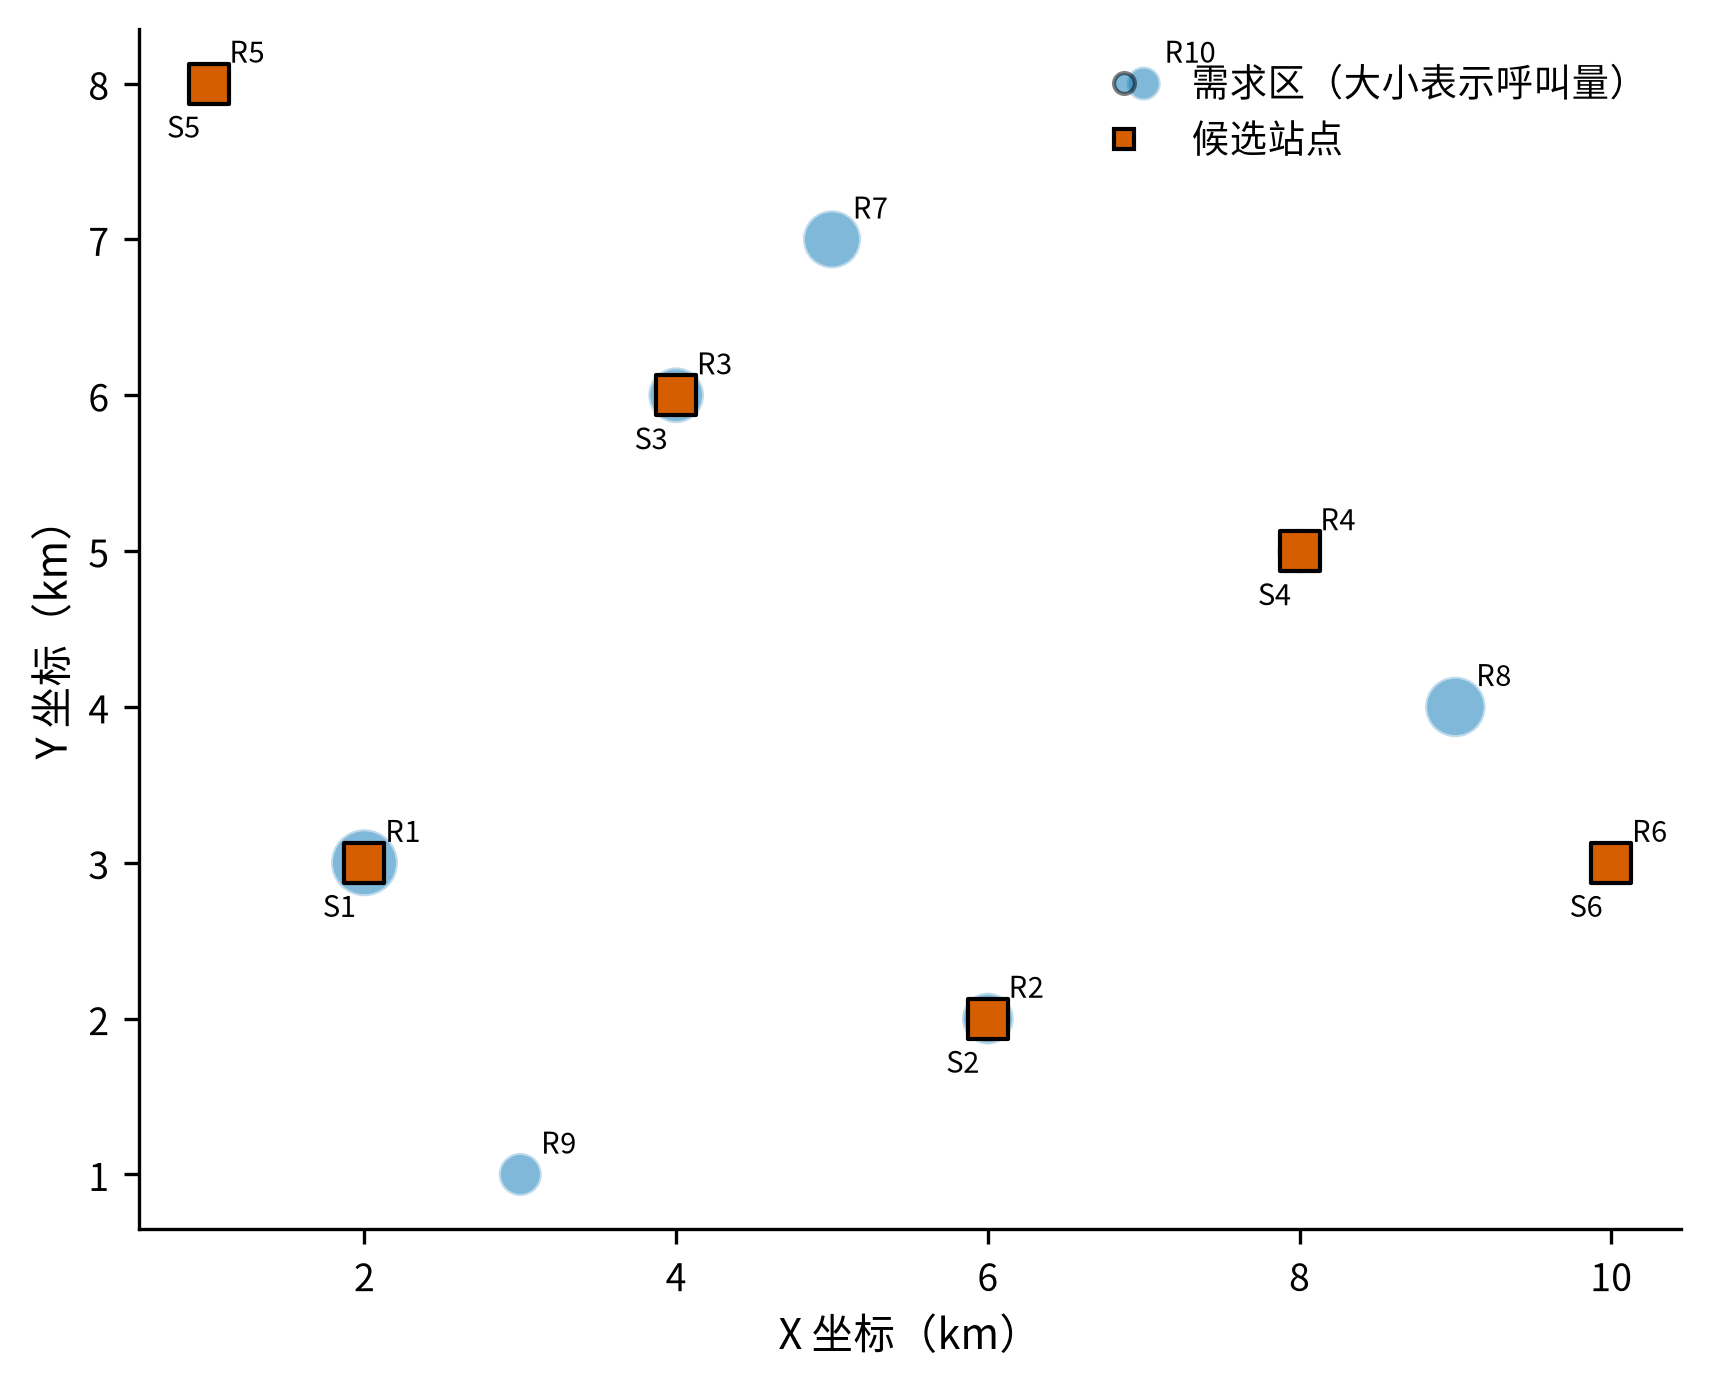 R5
S5
R10
需求区（大小表示呼叫量）
候选站点
R7
R3
S3
R4
S4
R8
R1
S1
R6
S6
R2
S2
R9
8
7
6
5
4
3
2
1
Y 坐标（km）
2
4
6
8
10
X 坐标（km）